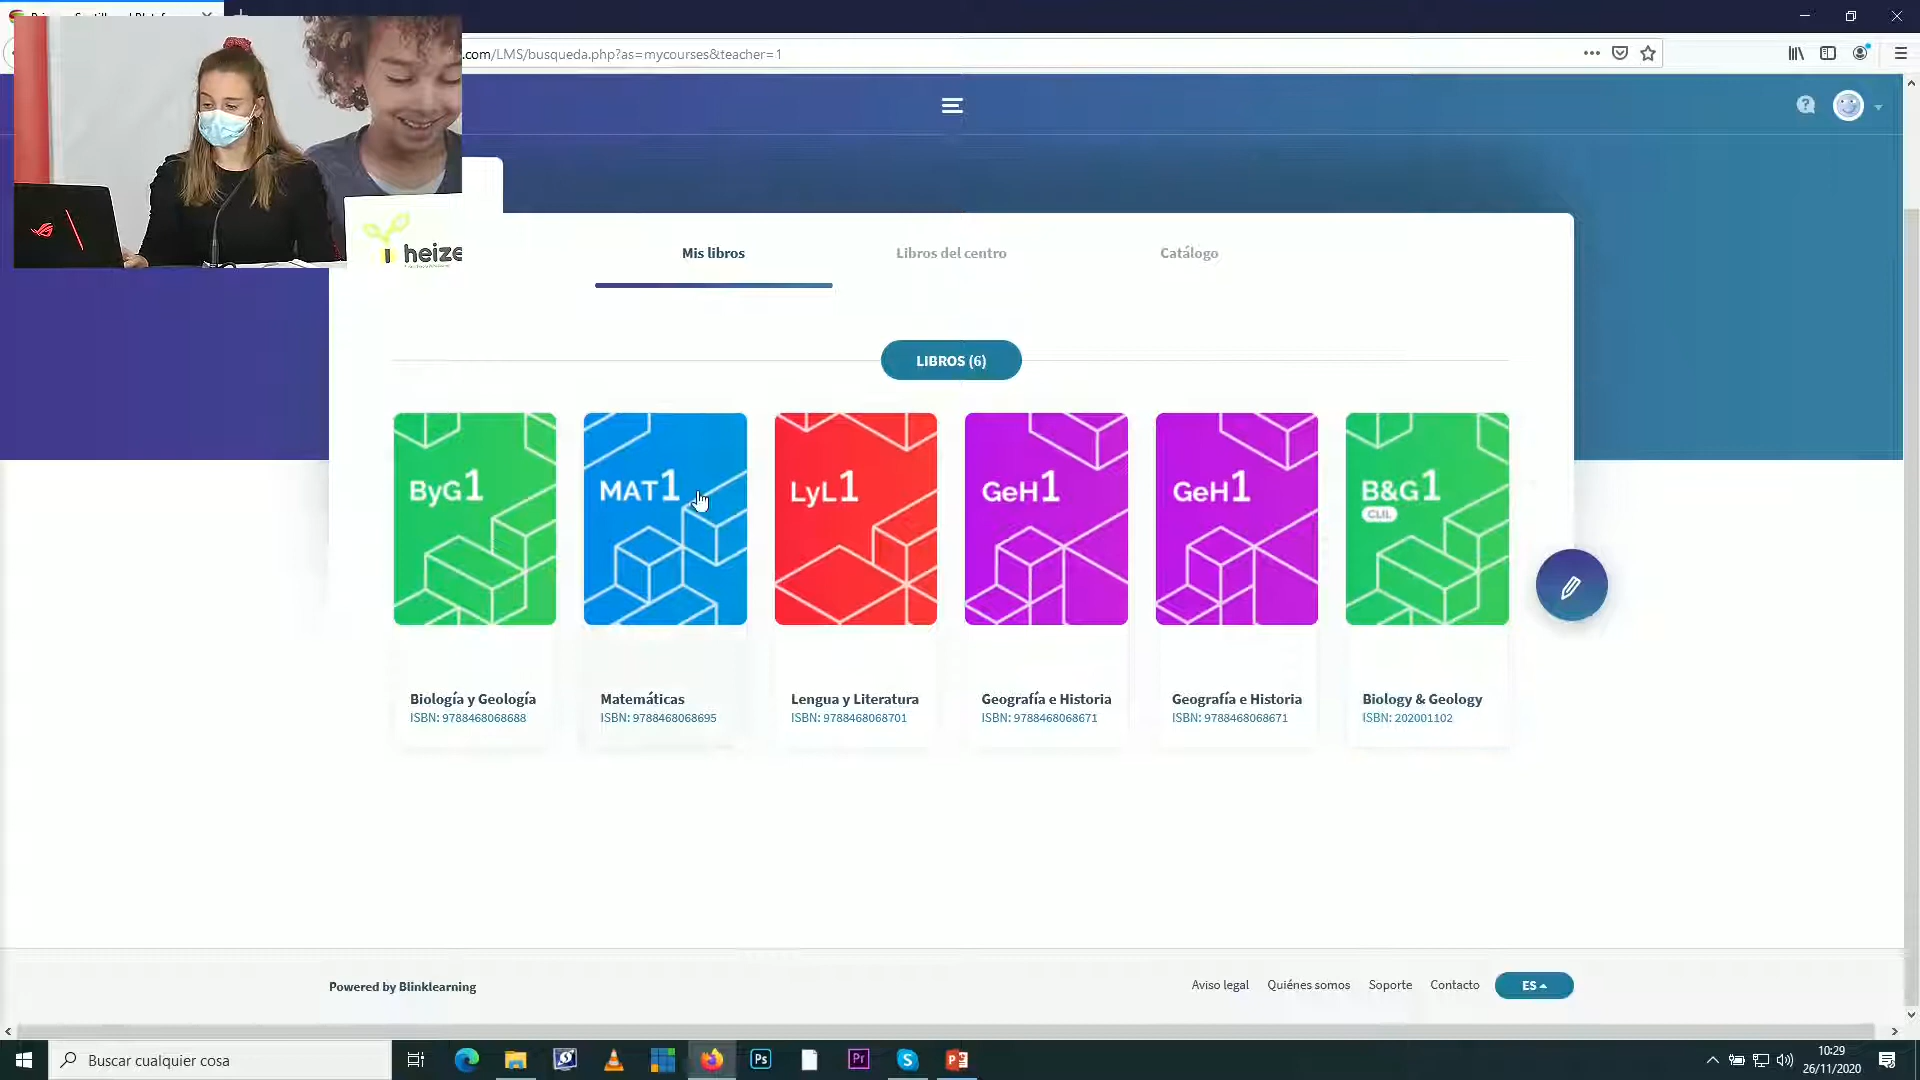 .com/LMS/busqueda.php?as=mycourses&teacher=1
heize
Mis libros
Libros del centro
Catálogo
LIBROS (6)
ByG1
MAT1
LyL1
GeH1
GeH1
B&G1
CLIL
Biología y Geología
ISBN: 9788468068688
Matemáticas
ISBN: 9788468068695
Lengua y Literatura
ISBN: 9788468068701
Geografía e Historia
ISBN: 9788468068671
Geografía e Historia
ISBN: 9788468068671
Biology & Geology
ISBN: 202001102
Powered by Blinklearning
Aviso legal
Quiénes somos
Soporte
Contacto
ES
Buscar cualquier cosa
Ps
Pr
S
10:29
26/11/2020